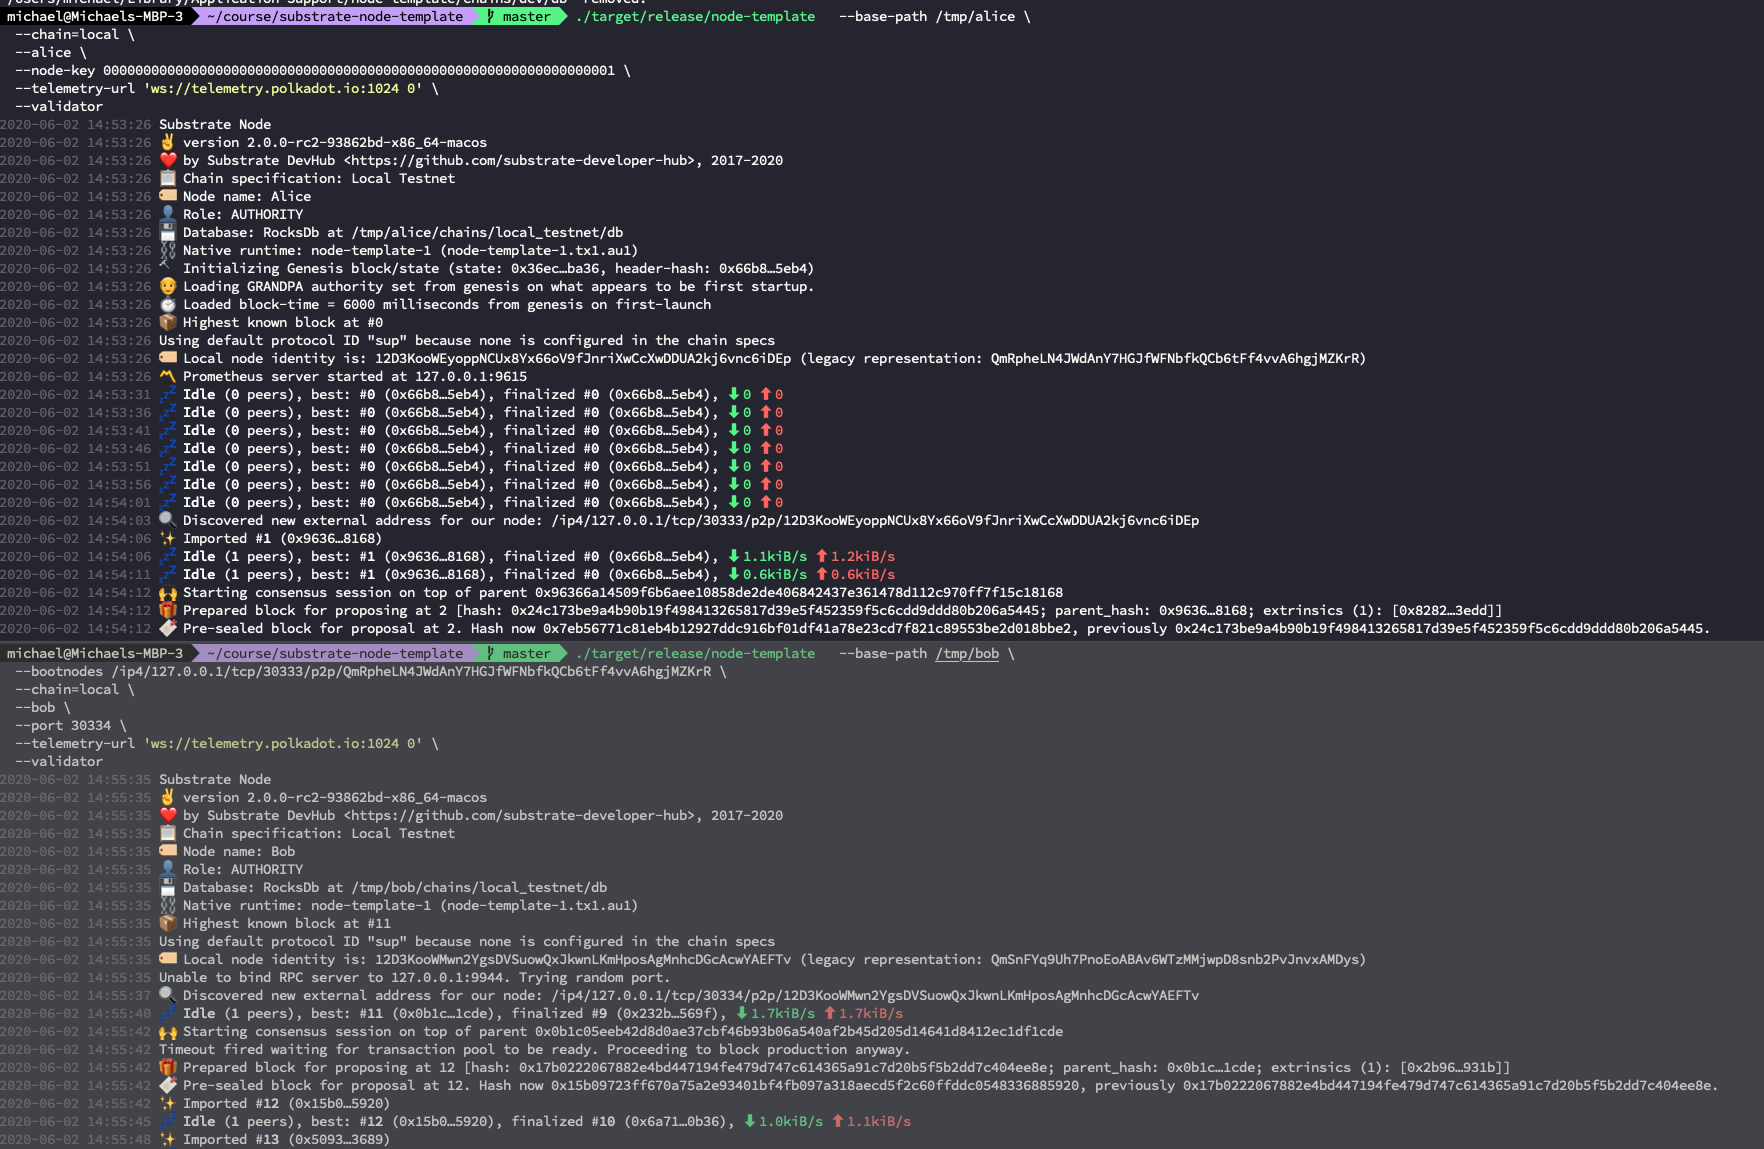 /Users/michael/Library/Application Support/node-template/chains/dev/db" removed.
michael@Michaels-MBP-3 ~/course/substrate-node-template master ./target/release/node-template --base-path /tmp/alice \
--chain=local \
--alice \
--node-key 0000000000000000000000000000000000000000000000000000000000000001 \
--telemetry-url 'ws://telemetry.polkadot.io:1024 0' \
--validator
2020-06-02 14:53:26 Substrate Node
2020-06-02 14:53:26 ✌️ version 2.0.0-rc2-93862bd-x86_64-macos
2020-06-02 14:53:26 ❤️ by Substrate DevHub <https://github.com/substrate-developer-hub>, 2017-2020
2020-06-02 14:53:26 📋 Chain specification: Local Testnet
2020-06-02 14:53:26 🏷 Node name: Alice
2020-06-02 14:53:26 👤 Role: AUTHORITY
2020-06-02 14:53:26 💾 Database: RocksDb at /tmp/alice/chains/local_testnet/db
2020-06-02 14:53:26 ⛓ Native runtime: node-template-1 (node-template-1.tx1.au1)
2020-06-02 14:53:26 🔨 Initializing Genesis block/state (state: 0x36ec…ba36, header-hash: 0x66b8…5eb4)
2020-06-02 14:53:26 👴 Loading GRANDPA authority set from genesis on what appears to be first startup.
2020-06-02 14:53:26 ⏱ Loaded block-time = 6000 milliseconds from genesis on first-launch
2020-06-02 14:53:26 📦 Highest known block at #0
2020-06-02 14:53:26 Using default protocol ID "sup" because none is configured in the chain specs
2020-06-02 14:53:26 🏷 Local node identity is: 12D3KooWEyoppNCUx8Yx66oV9fJnriXwCcXwDDUA2kj6vnc6iDEp (legacy representation: QmRpheLN4JWdAnY7HGJfWFNbfkQCb6tFf4vvA6hgjMZKrR)
2020-06-02 14:53:26 〽️ Prometheus server started at 127.0.0.1:9615
2020-06-02 14:53:31 💤 Idle (0 peers), best: #0 (0x66b8…5eb4), finalized #0 (0x66b8…5eb4), ⬇ 0 ⬆ 0
2020-06-02 14:53:36 💤 Idle (0 peers), best: #0 (0x66b8…5eb4), finalized #0 (0x66b8…5eb4), ⬇ 0 ⬆ 0
2020-06-02 14:53:41 💤 Idle (0 peers), best: #0 (0x66b8…5eb4), finalized #0 (0x66b8…5eb4), ⬇ 0 ⬆ 0
2020-06-02 14:53:46 💤 Idle (0 peers), best: #0 (0x66b8…5eb4), finalized #0 (0x66b8…5eb4), ⬇ 0 ⬆ 0
2020-06-02 14:53:51 💤 Idle (0 peers), best: #0 (0x66b8…5eb4), finalized #0 (0x66b8…5eb4), ⬇ 0 ⬆ 0
2020-06-02 14:53:56 💤 Idle (0 peers), best: #0 (0x66b8…5eb4), finalized #0 (0x66b8…5eb4), ⬇ 0 ⬆ 0
2020-06-02 14:54:01 💤 Idle (0 peers), best: #0 (0x66b8…5eb4), finalized #0 (0x66b8…5eb4), ⬇ 0 ⬆ 0
2020-06-02 14:54:03 🔍 Discovered new external address for our node: /ip4/127.0.0.1/tcp/30333/p2p/12D3KooWEyoppNCUx8Yx66oV9fJnriXwCcXwDDUA2kj6vnc6iDEp
2020-06-02 14:54:06 ✨ Imported #1 (0x9636…8168)
2020-06-02 14:54:06 💤 Idle (1 peers), best: #1 (0x9636…8168), finalized #0 (0x66b8…5eb4), ⬇ 1.1kiB/s ⬆ 1.2kiB/s
2020-06-02 14:54:11 💤 Idle (1 peers), best: #1 (0x9636…8168), finalized #0 (0x66b8…5eb4), ⬇ 0.6kiB/s ⬆ 0.6kiB/s
2020-06-02 14:54:12 🙌 Starting consensus session on top of parent 0x96366a14509f6b6aee10858de2de406842437e361478d112c970ff7f15c18168
2020-06-02 14:54:12 🎁 Prepared block for proposing at 2 [hash: 0x24c173be9a4b90b19f498413265817d39e5f452359f5c6cdd9ddd80b206a5445; parent_hash: 0x9636…8168; extrinsics (1): [0x8282…3edd]]
2020-06-02 14:54:12 🔖 Pre-sealed block for proposal at 2. Hash now 0x7eb56771c81eb4b12927ddc916bf01df41a78e23cd7f821c89553be2d018bbe2, previously 0x24c173be9a4b90b19f498413265817d39e5f452359f5c6cdd9ddd80b206a5445.
michael@Michaels-MBP-3 ~/course/substrate-node-template master ./target/release/node-template --base-path /tmp/bob \
--bootnodes /ip4/127.0.0.1/tcp/30333/p2p/QmRpheLN4JWdAnY7HGJfWFNbfkQCb6tFf4vvA6hgjMZKrR \
--chain=local \
--bob \
--port 30334 \
--telemetry-url 'ws://telemetry.polkadot.io:1024 0' \
--validator
2020-06-02 14:55:35 Substrate Node
2020-06-02 14:55:35 ✌️ version 2.0.0-rc2-93862bd-x86_64-macos
2020-06-02 14:55:35 ❤️ by Substrate DevHub <https://github.com/substrate-developer-hub>, 2017-2020
2020-06-02 14:55:35 📋 Chain specification: Local Testnet
2020-06-02 14:55:35 🏷 Node name: Bob
2020-06-02 14:55:35 👤 Role: AUTHORITY
2020-06-02 14:55:35 💾 Database: RocksDb at /tmp/bob/chains/local_testnet/db
2020-06-02 14:55:35 ⛓ Native runtime: node-template-1 (node-template-1.tx1.au1)
2020-06-02 14:55:35 📦 Highest known block at #11
2020-06-02 14:55:35 Using default protocol ID "sup" because none is configured in the chain specs
2020-06-02 14:55:35 🏷 Local node identity is: 12D3KooWMwn2YgsDVSuowQxJkwnLKmHposAgMnhcDGcAcwYAEFTv (legacy representation: QmSnFYq9Uh7PnoEoABAv6WTzMMjwpD8snb2PvJnvxAMDys)
2020-06-02 14:55:35 Unable to bind RPC server to 127.0.0.1:9944. Trying random port.
2020-06-02 14:55:37 🔍 Discovered new external address for our node: /ip4/127.0.0.1/tcp/30334/p2p/12D3KooWMwn2YgsDVSuowQxJkwnLKmHposAgMnhcDGcAcwYAEFTv
2020-06-02 14:55:40 💤 Idle (1 peers), best: #11 (0x0b1c…1cde), finalized #9 (0x232b…569f), ⬇ 1.7kiB/s ⬆ 1.7kiB/s
2020-06-02 14:55:42 🙌 Starting consensus session on top of parent 0x0b1c05eeb42d8d0ae37cbf46b93b06a540af2b45d205d14641d8412ec1df1cde
2020-06-02 14:55:42 Timeout fired waiting for transaction pool to be ready. Proceeding to block production anyway.
2020-06-02 14:55:42 🎁 Prepared block for proposing at 12 [hash: 0x17b0222067882e4bd447194fe479d747c614365a91c7d20b5f5b2dd7c404ee8e; parent_hash: 0x0b1c…1cde; extrinsics (1): [0x2b96…931b]]
2020-06-02 14:55:42 🔖 Pre-sealed block for proposal at 12. Hash now 0x15b09723ff670a75a2e93401bf4fb097a318aecd5f2c60ffddc0548336885920, previously 0x17b0222067882e4bd447194fe479d747c614365a91c7d20b5f5b2dd7c404ee8e.
2020-06-02 14:55:42 ✨ Imported #12 (0x15b0…5920)
2020-06-02 14:55:45 💤 Idle (1 peers), best: #12 (0x15b0…5920), finalized #10 (0x6a71…0b36), ⬇ 1.0kiB/s ⬆ 1.1kiB/s
2020-06-02 14:55:48 ✨ Imported #13 (0x5093…3689)